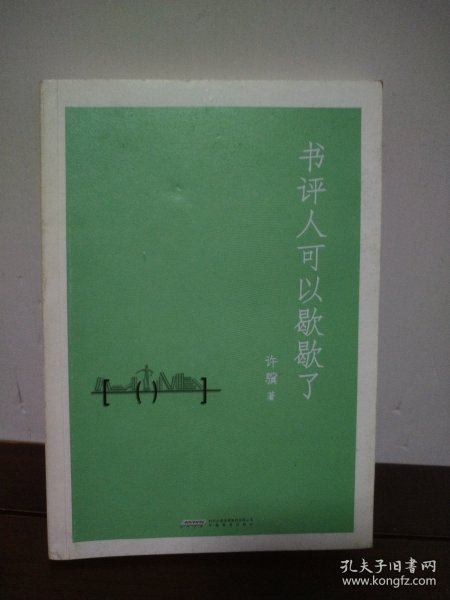 书评人可以歇歇了
许骥 著
[ ( ) ]
孔夫子旧书网
www.kongfz.com